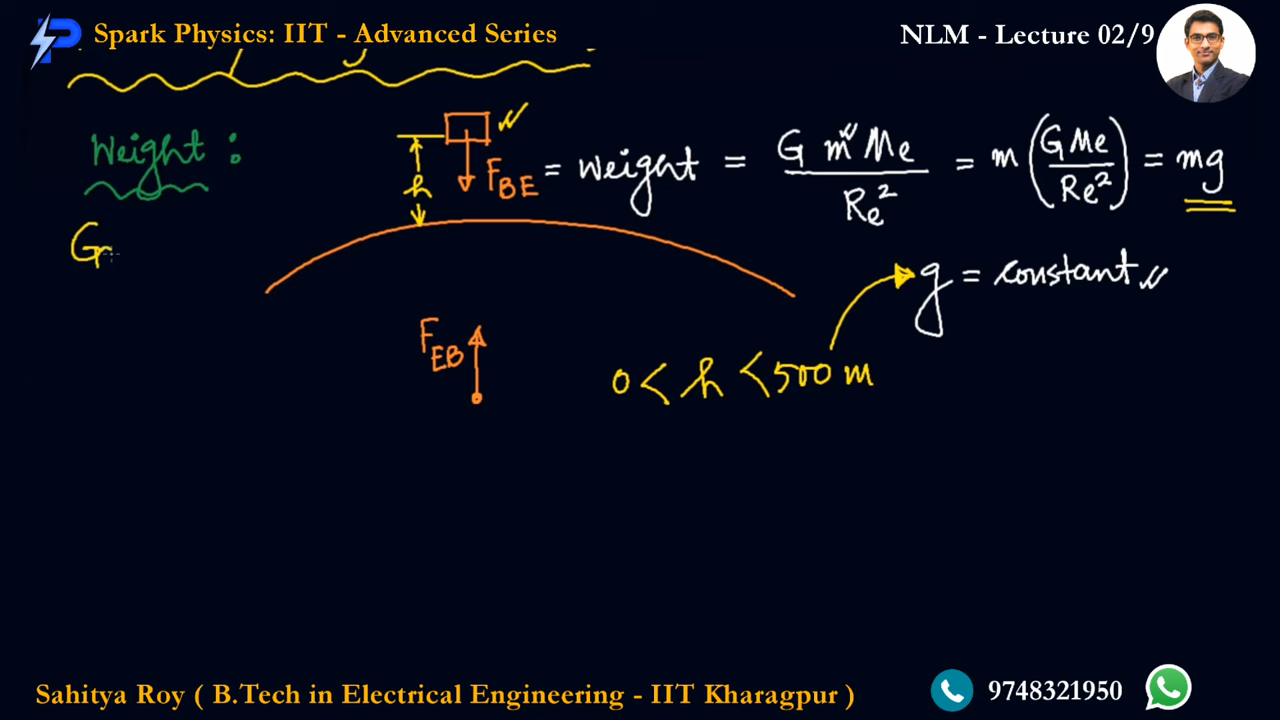 Spark Physics: IIT - Advanced Series
NLM - Lecture 02/9
Weight :
h
F_BE = weight = G m Me / Re² = m (G Me / Re²) = mg
Gr
g = constant
F_EB
0 < h < 500 m
Sahitya Roy ( B.Tech in Electrical Engineering - IIT Kharagpur )
9748321950